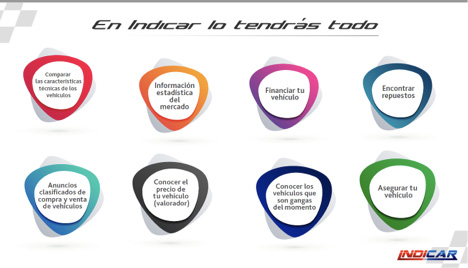 En Indicar lo tendrás todo
Comparar
las características
técnicas de los
vehículos
Información
estadística
del
mercado
Financiar tu
vehículo
Encontrar
repuestos
Anuncios
clasificados de
compra y venta
de vehículos
Conocer el
precio de
tu vehículo
(valorador)
Conocer los
vehículos que
son gangas
del momento
Asegurar tu
vehículo
INDICAR